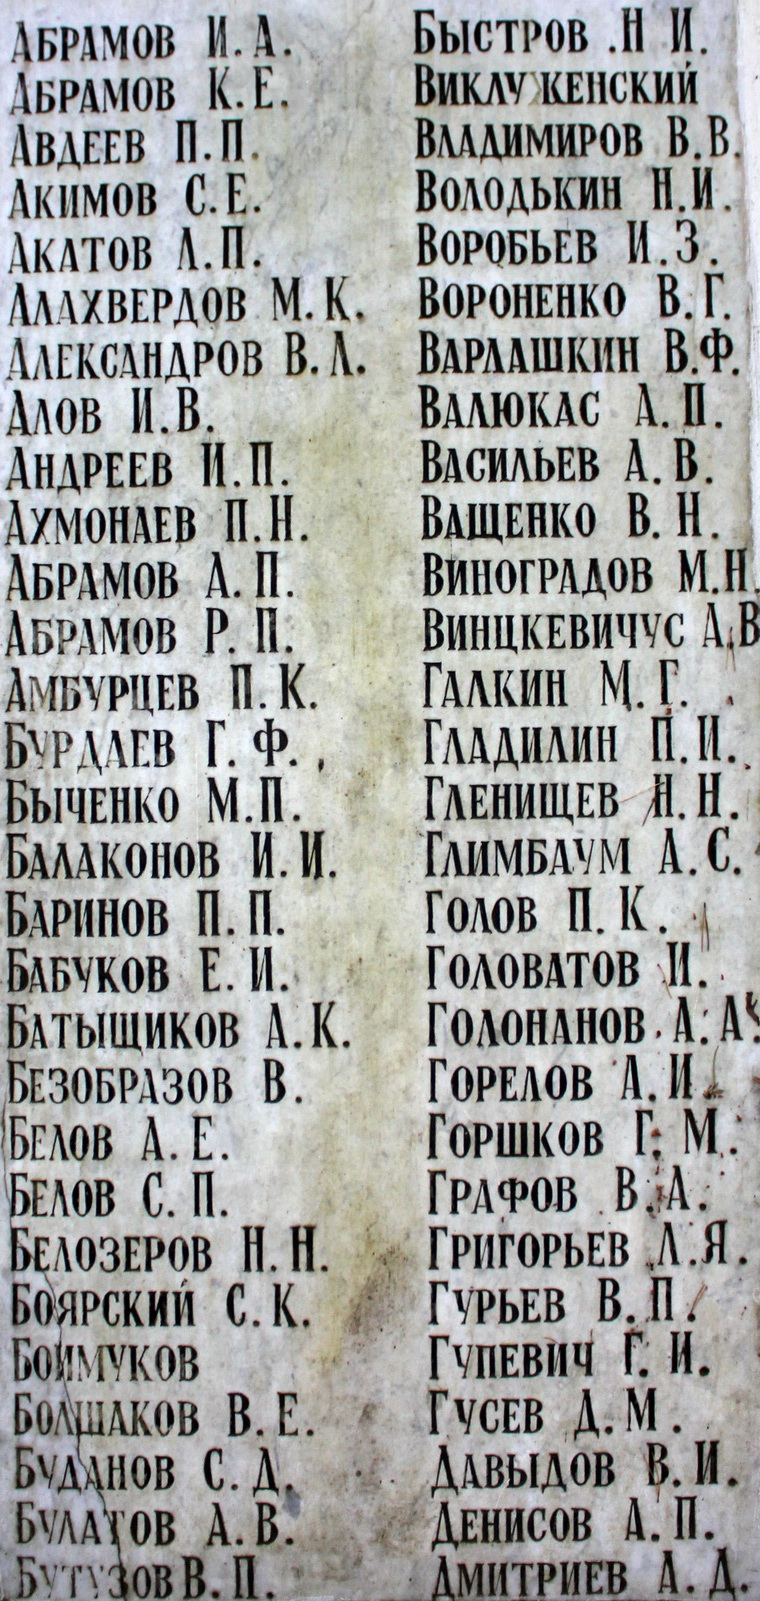 АБРАМОВ И.А.
АБРАМОВ К.Е.
АВДЕЕВ П.П.
АКИМОВ С.Е.
АКАТОВ Л.П.
АЛАХВЕРДОВ М.К.
АЛЕКСАНДРОВ В.Л.
АЛОВ И.В.
АНДРЕЕВ И.П.
АХМОНАЕВ П.Н.
АБРАМОВ А.П.
АБРАМОВ Р.П.
АМБУРЦЕВ П.К.
БУРДАЕВ Г.Ф.
БЫЧЕНКО М.П.
БАЛАКОНОВ И.И.
БАРИНОВ П.П.
БАБУКОВ Е.И.
БАТЫЩИКОВ А.К.
БЕЗОБРАЗОВ В.
БЕЛОВ А.Е.
БЕЛОВ С.П.
БЕЛОЗЕРОВ Н.Н.
БОЯРСКИЙ С.К.
БОИМУКОВ
БОЛШАКОВ В.Е.
БУДАНОВ С.Д.
БУЛАТОВ А.В.
БУТУЗОВ В.П.
БЫСТРОВ .Н И.
ВИКЛУЖЕНСКИЙ
ВЛАДИМИРОВ В.В.
ВОЛОДЬКИН Н.И.
ВОРОБЬЕВ И.З.
ВОРОНЕНКО В.Г.
ВАРЛАШКИН В.Ф.
ВАЛЮКАС А.П.
ВАСИЛЬЕВ А.В.
ВАЩЕНКО В.Н.
ВИНОГРАДОВ М.Н.
ВИНЦКЕВИЧУС А.В
ГАЛКИН М.Г.
ГЛАДИЛИН П.И.
ГЛЕНИЩЕВ Н.Н.
ГЛИМБАУМ А.С.
ГОЛОВ П.К.
ГОЛОВАТОВ И.
ГОЛОНАНОВ А.А.
ГОРЕЛОВ А.И.
ГОРШКОВ Г.М.
ГРАФОВ В.А.
ГРИГОРЬЕВ Л.Я.
ГУРЬЕВ В.П.
ГУПЕВИЧ Г.И.
ГУСЕВ Д.М.
ДАВЫДОВ В.И.
ДЕНИСОВ А.П.
ДМИТРИЕВ А.Д.